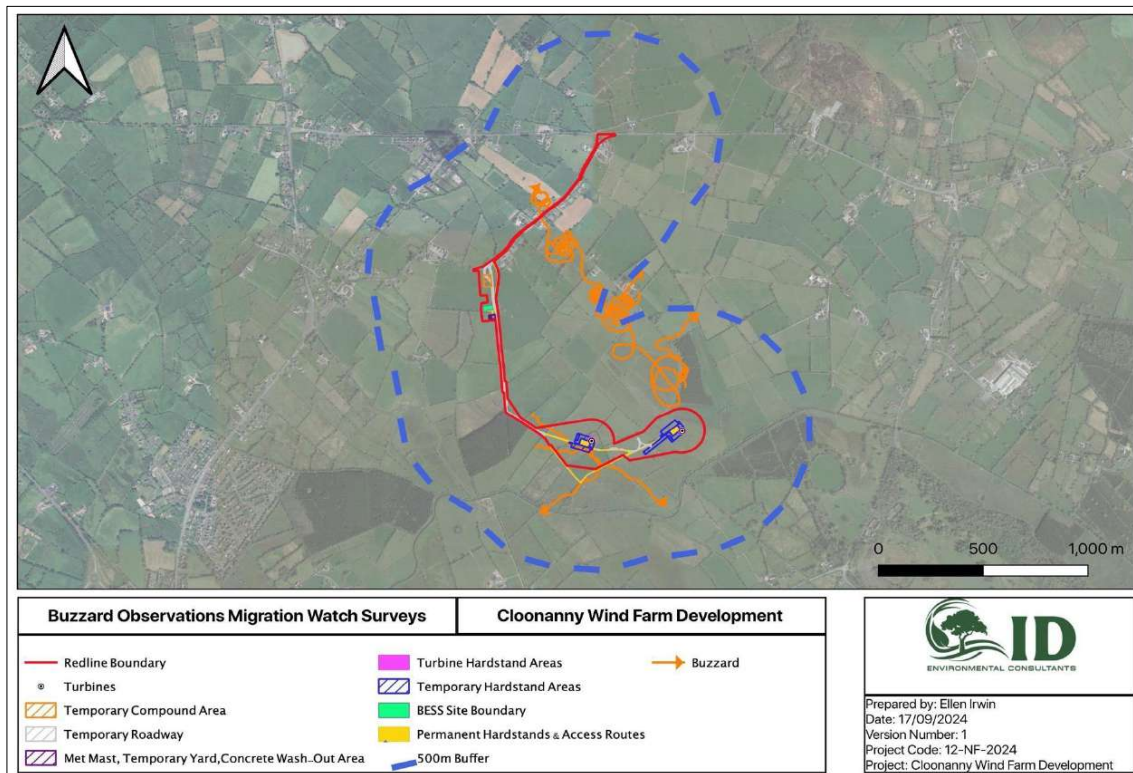 0 500 1,000 m
Buzzard Observations Migration Watch Surveys
Cloonanny Wind Farm Development
Redline Boundary
Turbines
Temporary Compound Area
Temporary Roadway
Met Mast, Temporary Yard,Concrete Wash_Out Area
Turbine Hardstand Areas
Temporary Hardstand Areas
BESS Site Boundary
Permanent Hardstands & Access Routes
500m Buffer
Buzzard
ID
ENVIRONMENTAL CONSULTANTS
Prepared by: Ellen Irwin
Date: 17/09/2024
Version Number: 1
Project Code: 12-NF-2024
Project: Cloonanny Wind Farm Development